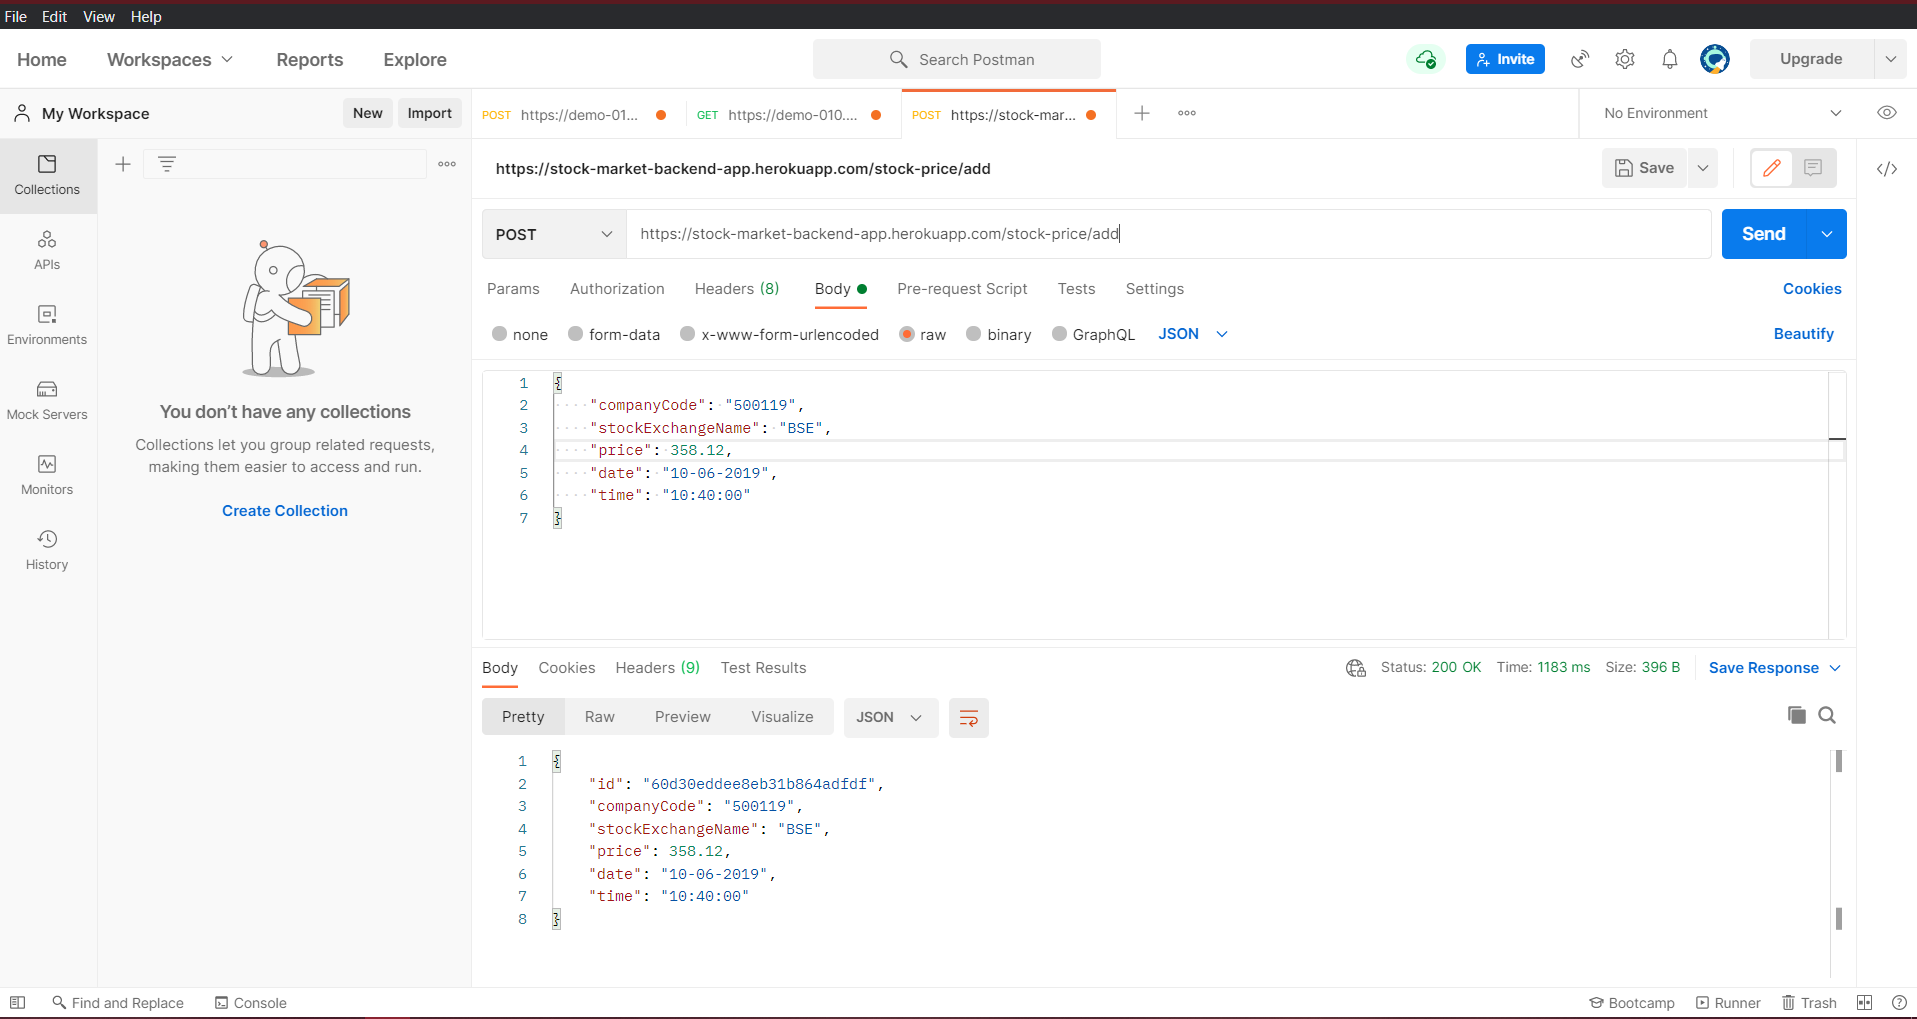 File Edit View Help
Home Workspaces Reports Explore Search Postman Invite Upgrade
My Workspace New Import
POST https://demo-01... GET https://demo-010.... POST https://stock-mar... No Environment
Collections
APIs
Environments
Mock Servers
Monitors
History
You don’t have any collections
Collections let you group related requests,
making them easier to access and run.
Create Collection
https://stock-market-backend-app.herokuapp.com/stock-price/add Save
POST https://stock-market-backend-app.herokuapp.com/stock-price/add Send
Params Authorization Headers (8) Body Pre-request Script Tests Settings Cookies
none form-data x-www-form-urlencoded raw binary GraphQL JSON Beautify
1 {
2 "companyCode": "500119",
3 "stockExchangeName": "BSE",
4 "price": 358.12,
5 "date": "10-06-2019",
6 "time": "10:40:00"
7 }
Body Cookies Headers (9) Test Results Status: 200 OK Time: 1183 ms Size: 396 B Save Response
Pretty Raw Preview Visualize JSON
1 {
2 "id": "60d30eddee8eb31b864adfdf",
3 "companyCode": "500119",
4 "stockExchangeName": "BSE",
5 "price": 358.12,
6 "date": "10-06-2019",
7 "time": "10:40:00"
8 }
Find and Replace Console Bootcamp Runner Trash